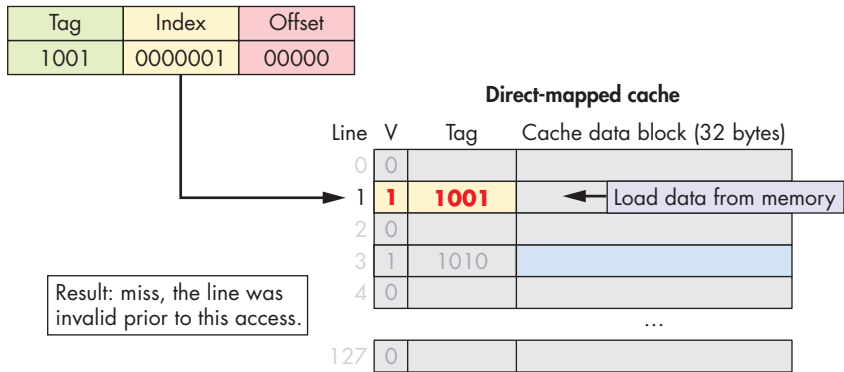 Tag Index Offset
1001 0000001 00000
Direct-mapped cache
Line V Tag Cache data block (32 bytes)
0 0
1 1 1001 Load data from memory
2 0
3 1 1010
4 0
...
127 0
Result: miss, the line was
invalid prior to this access.